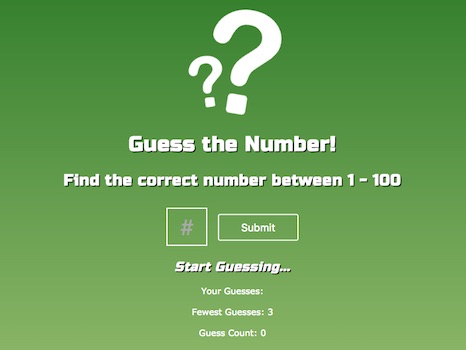 ??
Guess the Number!
Find the correct number between 1 - 100
# Submit
Start Guessing...
Your Guesses:
Fewest Guesses: 3
Guess Count: 0